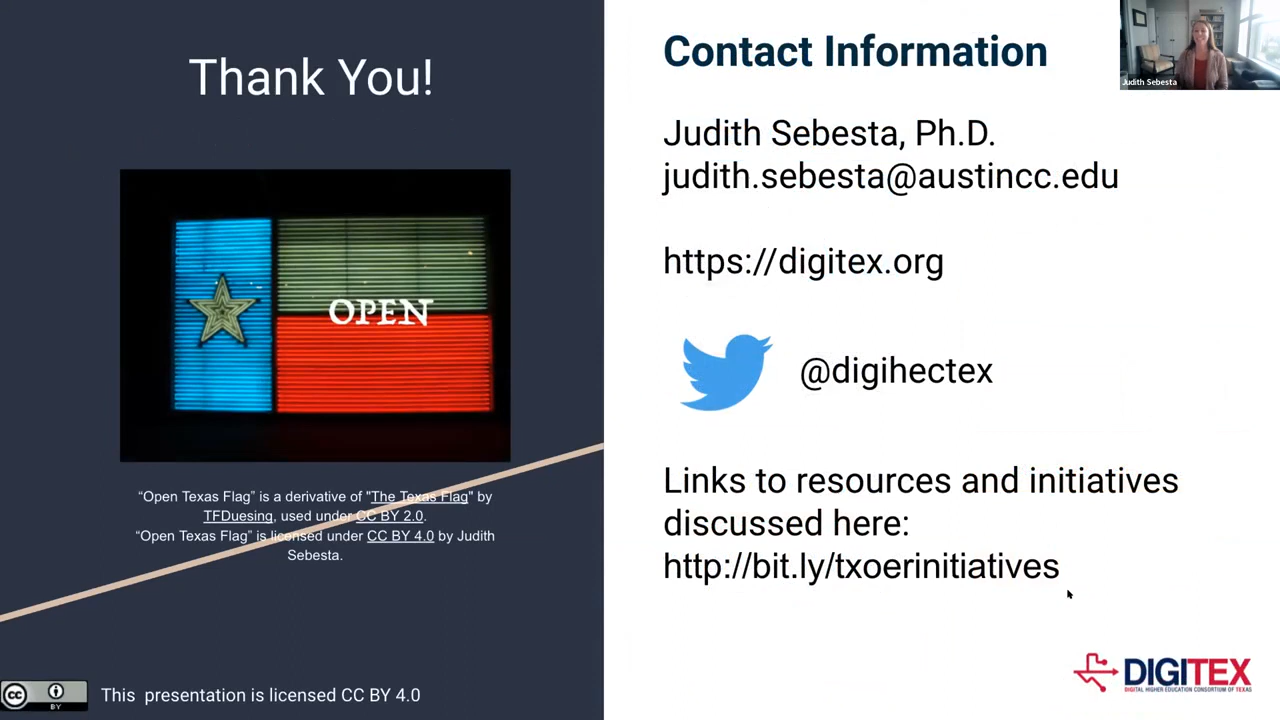 Thank You!
OPEN
“Open Texas Flag” is a derivative of "The Texas Flag" by
TFDuesing, used under CC BY 2.0.
“Open Texas Flag” is licensed under CC BY 4.0 by Judith
Sebesta.
cc
BY
This presentation is licensed CC BY 4.0
Contact Information
Judith Sebesta, Ph.D.
judith.sebesta@austincc.edu
https://digitex.org
@digihectex
Links to resources and initiatives
discussed here:
http://bit.ly/txoerinitiatives
Judith Sebesta
DIGITEX
DIGITAL HIGHER EDUCATION CONSORTIUM OF TEXAS